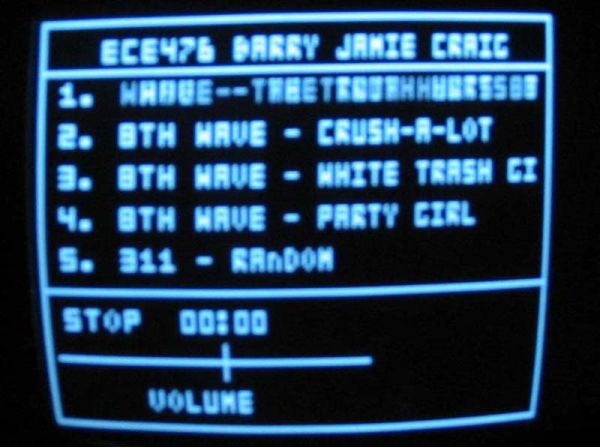 ECE476 BARRY JAMIE CRAIG
1.
2. 8TH WAVE - CRUSH-A-LOT
3. 8TH WAVE - WHITE TRASH GI
4. 8TH WAVE - PARTY GIRL
5. 311 - RAnDOM
STOP 00:00
VOLUME